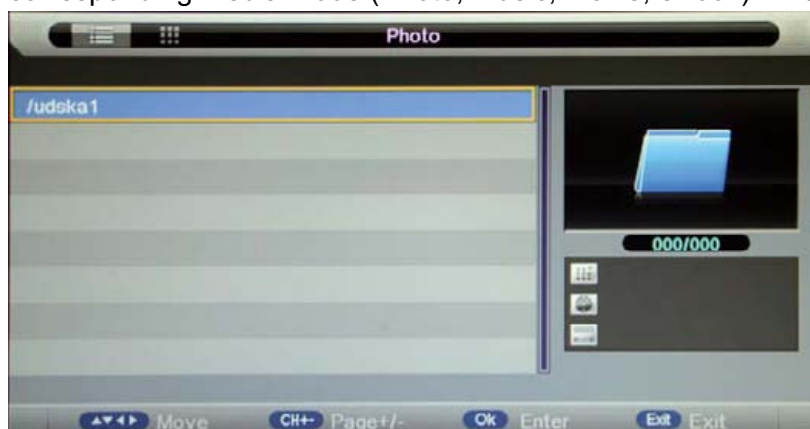 Photo
/udska1
000/000
▲▼◄► Move CH+- Page+/- Ok Enter Exit Exit